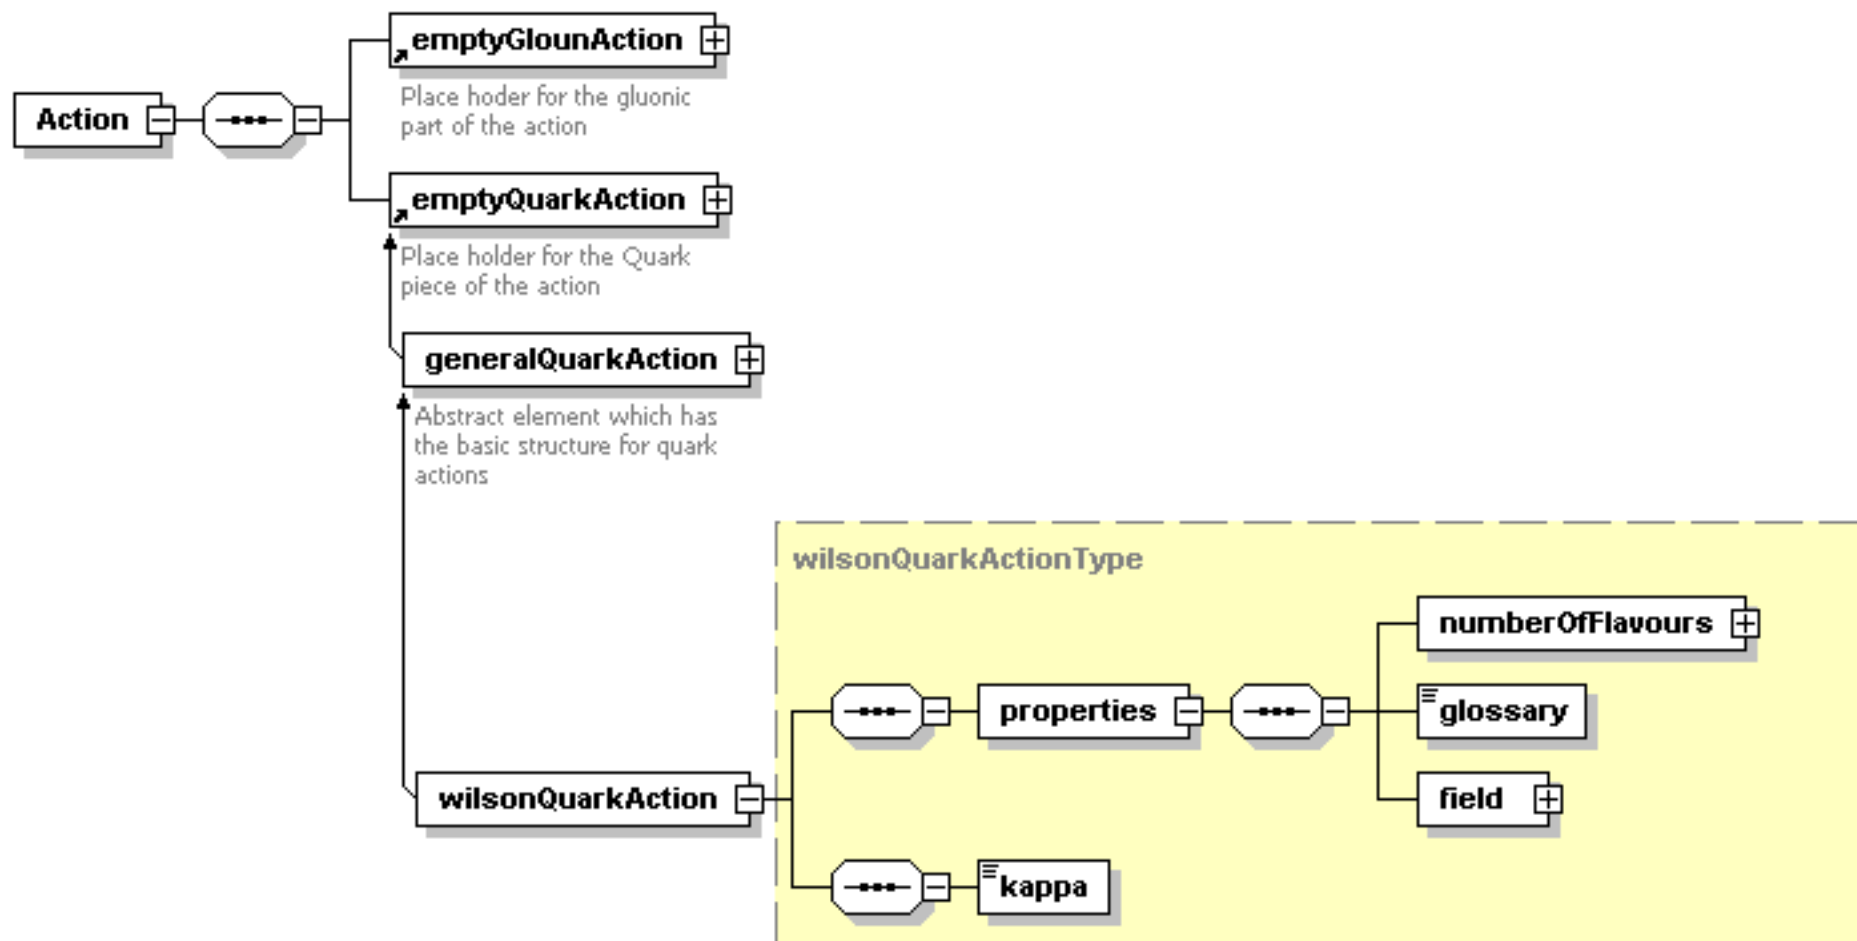 emptyGlounAction
Place hoder for the gluonic
part of the action
Action
emptyQuarkAction
Place holder for the Quark
piece of the action
generalQuarkAction
Abstract element which has
the basic structure for quark
actions
wilsonQuarkActionType
numberOfFlavours
properties
glossary
wilsonQuarkAction
field
kappa